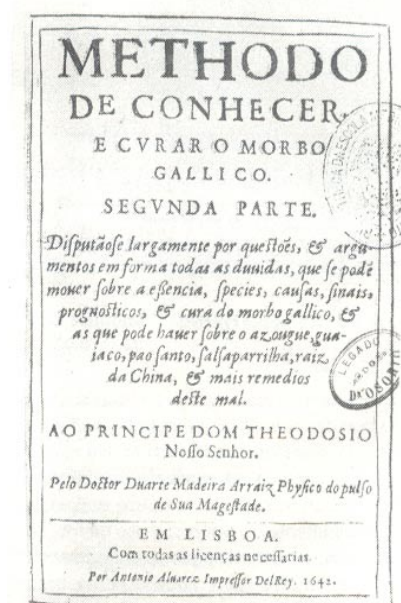 METHODO
DE CONHECER,
E CVRAR O MORBO
GALLICO.
SEGVNDA PARTE.
Disputãose largamente por questões, & argu-
mentos em forma todas as duuidas, que se podẽ
mouer sobre a essencia, species, causas, sinais,
prognosticos, & cura do morbo gallico, &
as que pode hauer sobre o azougue, gua-
iaco, pao santo, salsaparrilha, raiz
da China, & mais remedios
deste mal.
AO PRINCIPE DOM THEODOSIO
Nosso Senhor.
Pelo Doctor Duarte Madeira Arraiz Physico do pulso
de Sua Magestade.
EM LISBOA.
Com todas as licenças necessarias.
Por Antonio Aluarez Impressor DelRey. 1642.
LEGADO
DR OSORIO